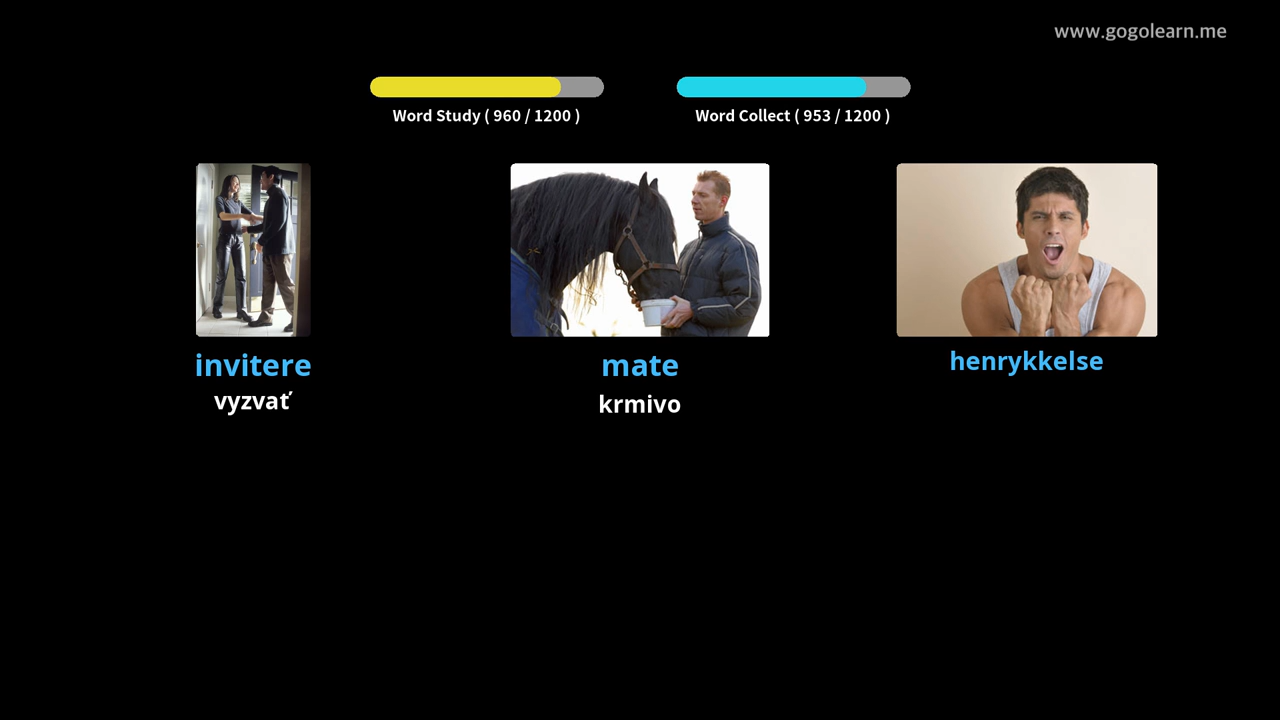 www.gogolearn.me
Word Study ( 960 / 1200 )
Word Collect ( 953 / 1200 )
invitere
vyzvať
mate
krmivo
henrykkelse